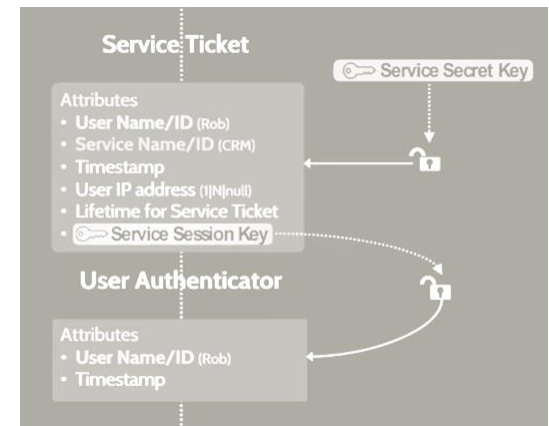 Service Ticket
Service Secret Key
Attributes
• User Name/ID (Rob)
• Service Name/ID (CRM)
• Timestamp
• User IP address (1|N|null)
• Lifetime for Service Ticket
• Service Session Key
User Authenticator
Attributes
• User Name/ID (Rob)
• Timestamp